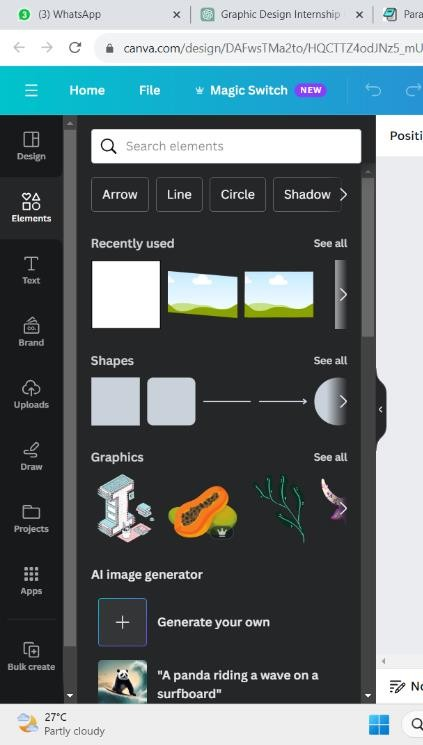 (3) WhatsApp
Graphic Design Internship
Para
canva.com/design/DAFwsTMa2to/HQCTTZ4odJNz5_mU
Home File Magic Switch NEW
Design
Elements
Text
Brand
Uploads
Draw
Projects
Apps
Bulk create
Search elements
Arrow Line Circle Shadow
Recently used See all
Shapes See all
Graphics See all
AI image generator
Generate your own
"A panda riding a wave on a
surfboard"
Positi
No
27°C
Partly cloudy